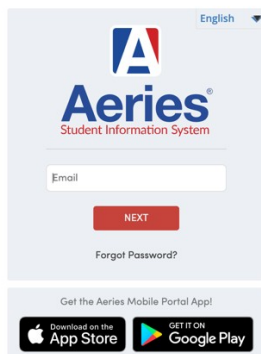 English
Aeries®
Student Information System
Email
NEXT
Forgot Password?
Get the Aeries Mobile Portal App!
Download on the
App Store
GET IT ON
Google Play